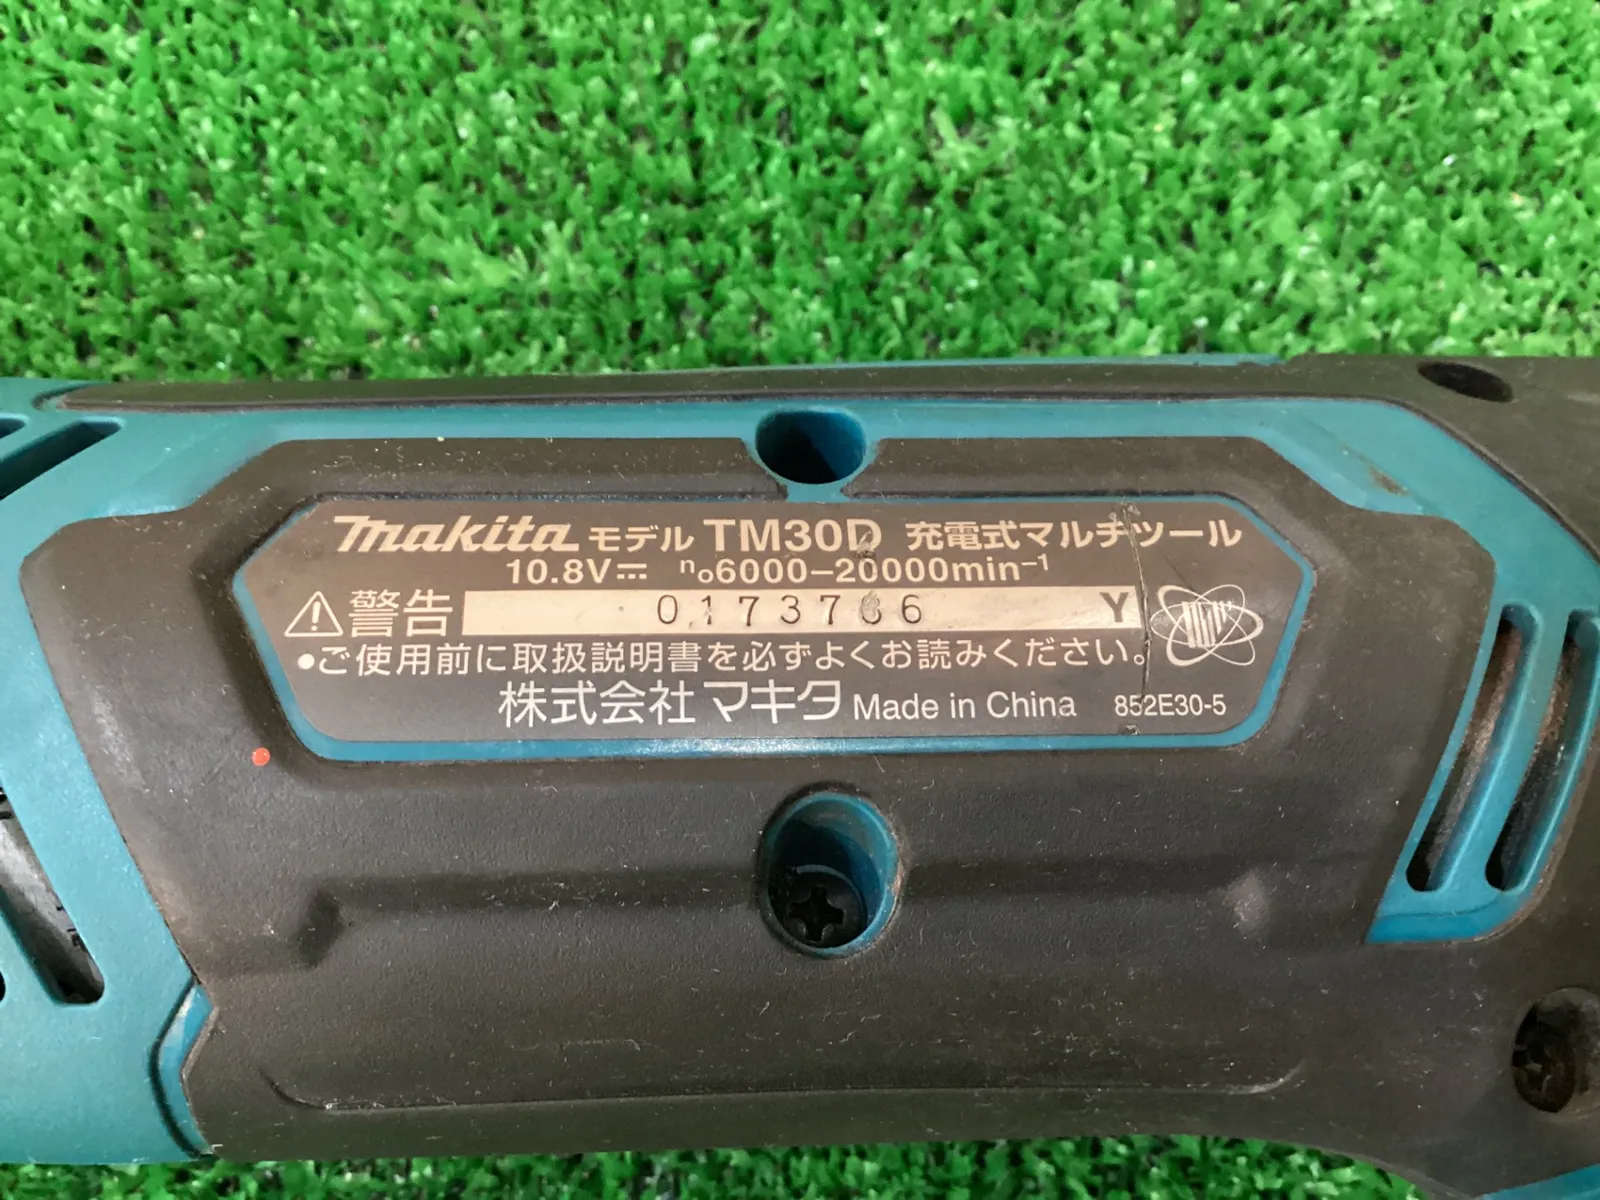 makita モデル TM30D 充電式マルチツール
10.8V⎓ no6000−20000min⁻¹
⚠警告 Y
●ご使用前に取扱説明書を必ずよくお読みください。
株式会社マキタ Made in China 852E30-5